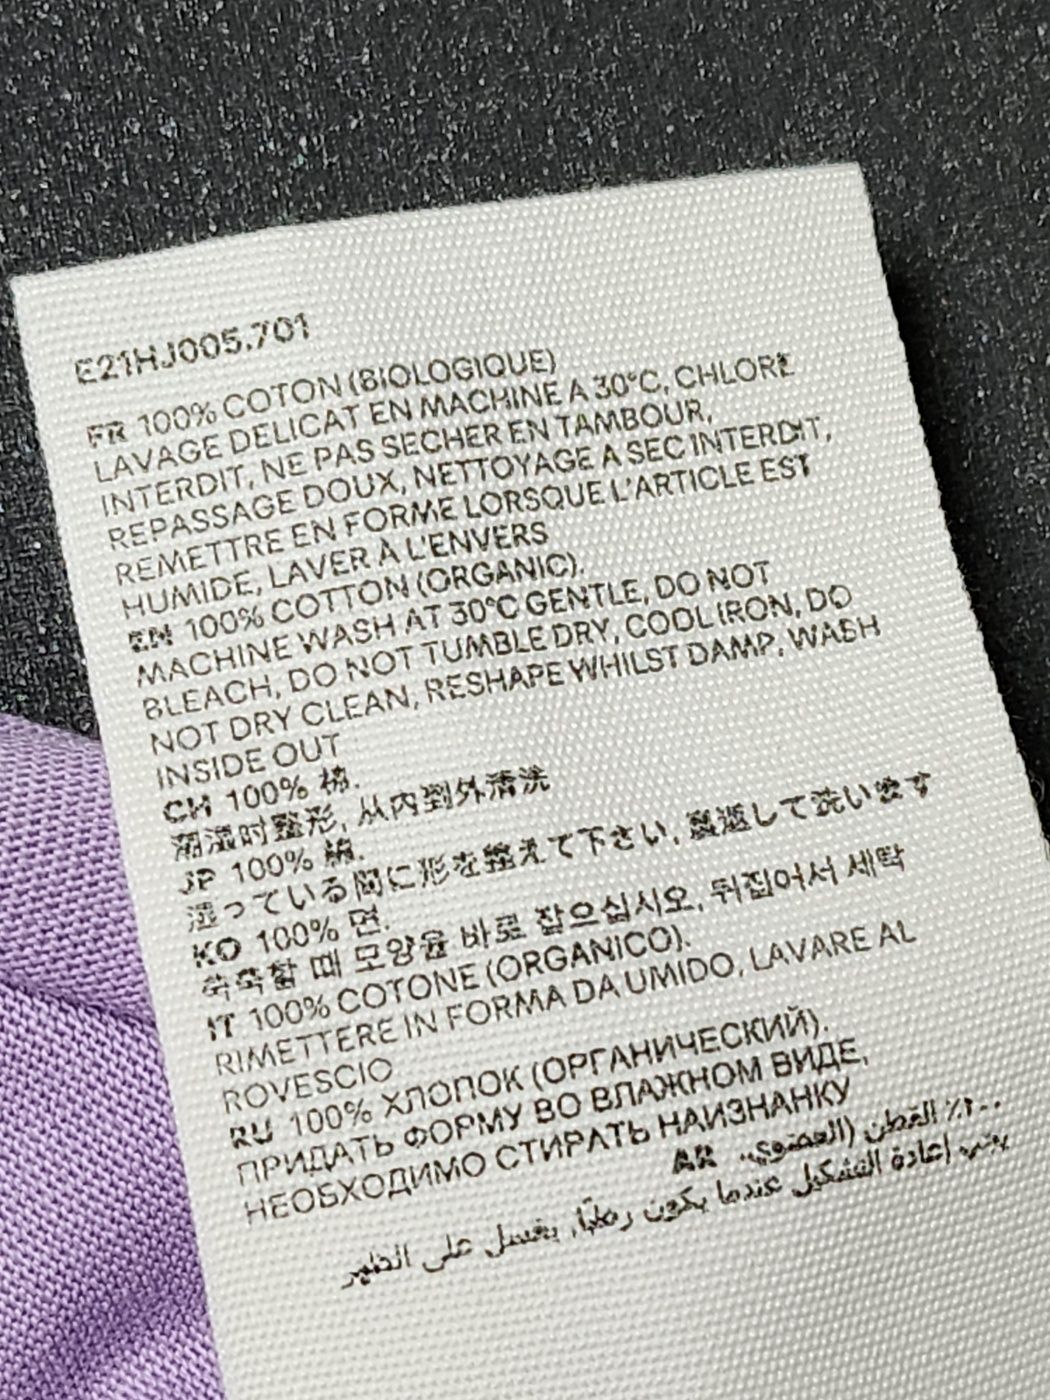 E21HJ005.701
FR 100% COTON (BIOLOGIQUE)
LAVAGE DELICAT EN MACHINE A 30°C, CHLORE
INTERDIT, NE PAS SECHER EN TAMBOUR,
REPASSAGE DOUX, NETTOYAGE A SEC INTERDIT,
REMETTRE EN FORME LORSQUE L'ARTICLE EST
HUMIDE, LAVER À L'ENVERS
EN 100% COTTON (ORGANIC).
MACHINE WASH AT 30°C GENTLE, DO NOT
BLEACH, DO NOT TUMBLE DRY, COOL IRON, DO
NOT DRY CLEAN, RESHAPE WHILST DAMP, WASH
INSIDE OUT
CH 100% 棉.
潮湿时整形, 从内到外清洗
JP 100% 綿.
湿っている間に形を整えて下さい, 裏返して洗います
KO 100% 면.
축축할 때 모양을 바로 잡으십시오, 뒤집어서 세탁
IT 100% COTONE (ORGANICO).
RIMETTERE IN FORMA DA UMIDO, LAVARE AL
ROVESCIO
RU 100% ХЛОПОК (ОРГАНИЧЕСКИЙ).
ПРИДАТЬ ФОРМУ ВО ВЛАЖНОМ ВИДЕ,
НЕОБХОДИМО СТИРАТЬ НАИЗНАНКУ
AR ١٠٠٪ القطن (العضوي).
يتم إعادة التشكيل عندما يكون رطبًا, يغسل على الظهر